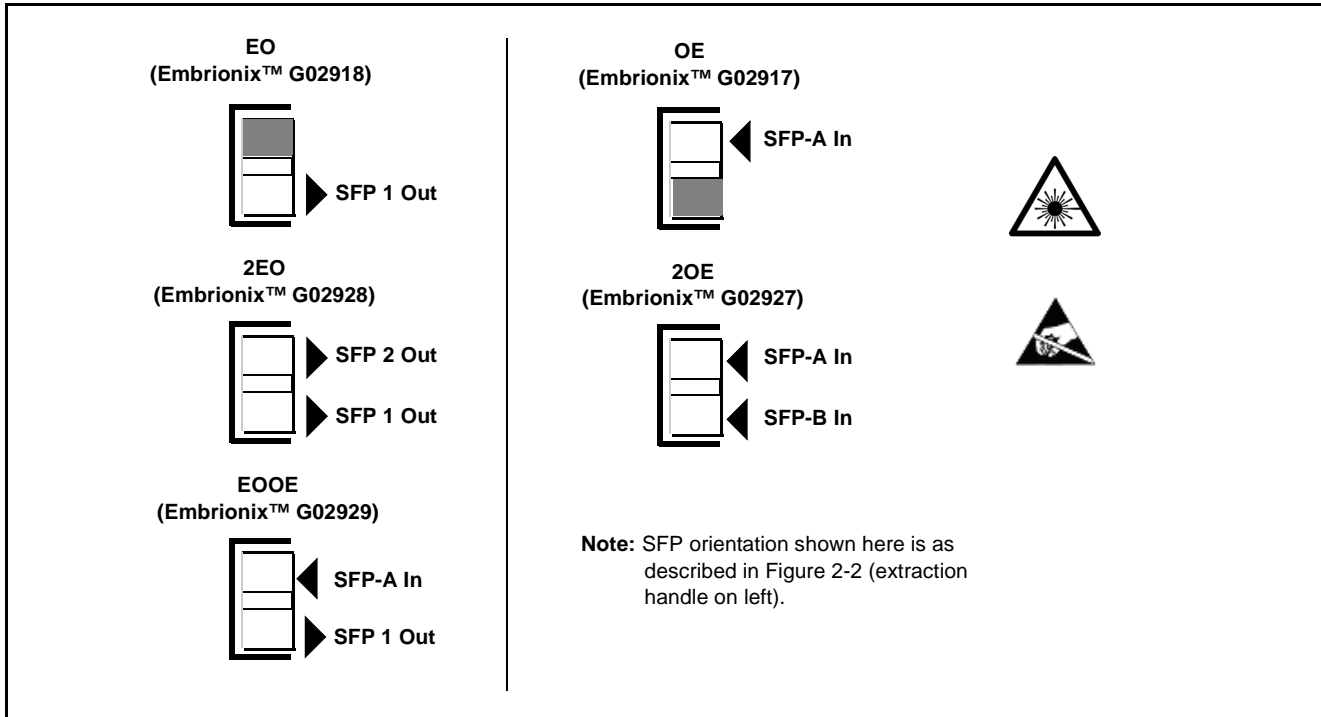 EO
(Embrionix™ G02918)
SFP 1 Out
2EO
(Embrionix™ G02928)
SFP 2 Out
SFP 1 Out
EOOE
(Embrionix™ G02929)
SFP-A In
SFP 1 Out
OE
(Embrionix™ G02917)
SFP-A In
2OE
(Embrionix™ G02927)
SFP-A In
SFP-B In
Note: SFP orientation shown here is as
described in Figure 2-2 (extraction
handle on left).